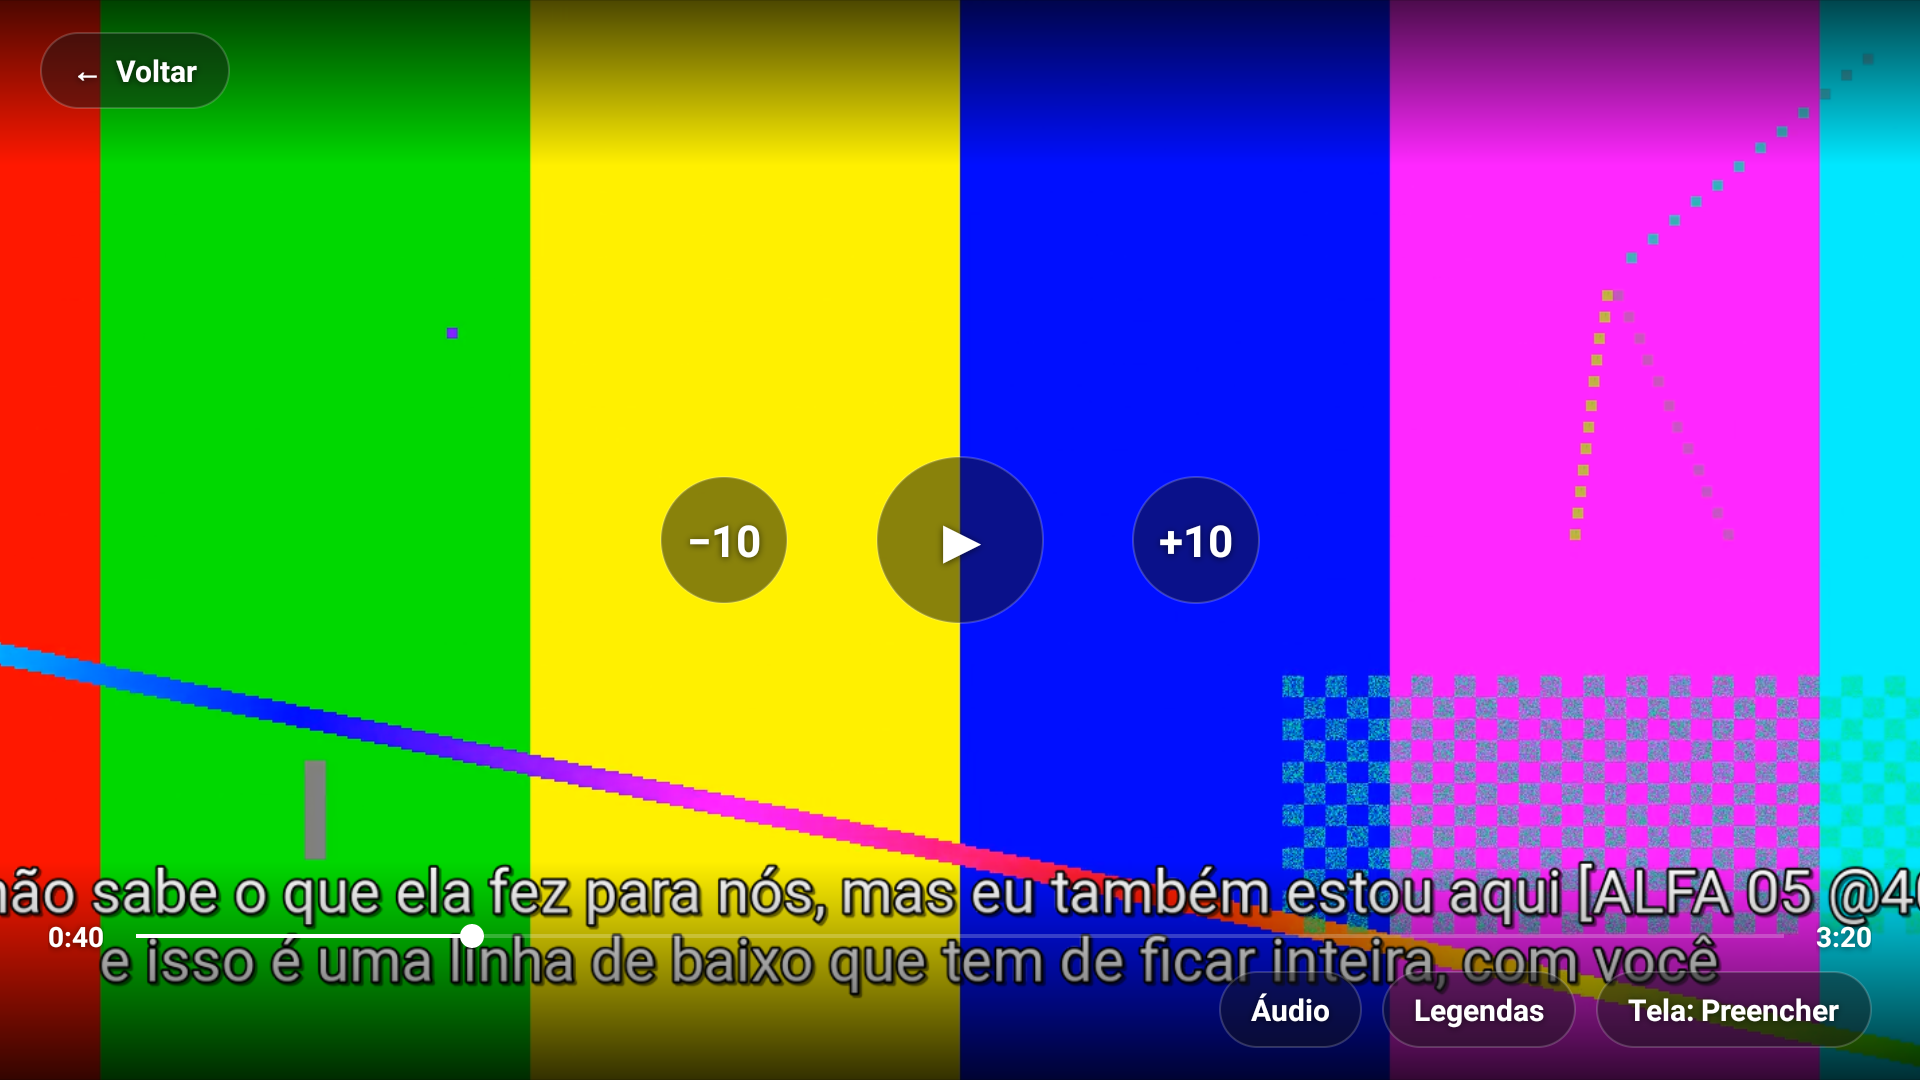 ← Voltar
−10
+10
não sabe o que ela fez para nós, mas eu também estou aqui [ALFA 05 @4
0:40
3:20
e isso é uma linha de baixo que tem de ficar inteira, com você
Áudio
Legendas
Tela: Preencher